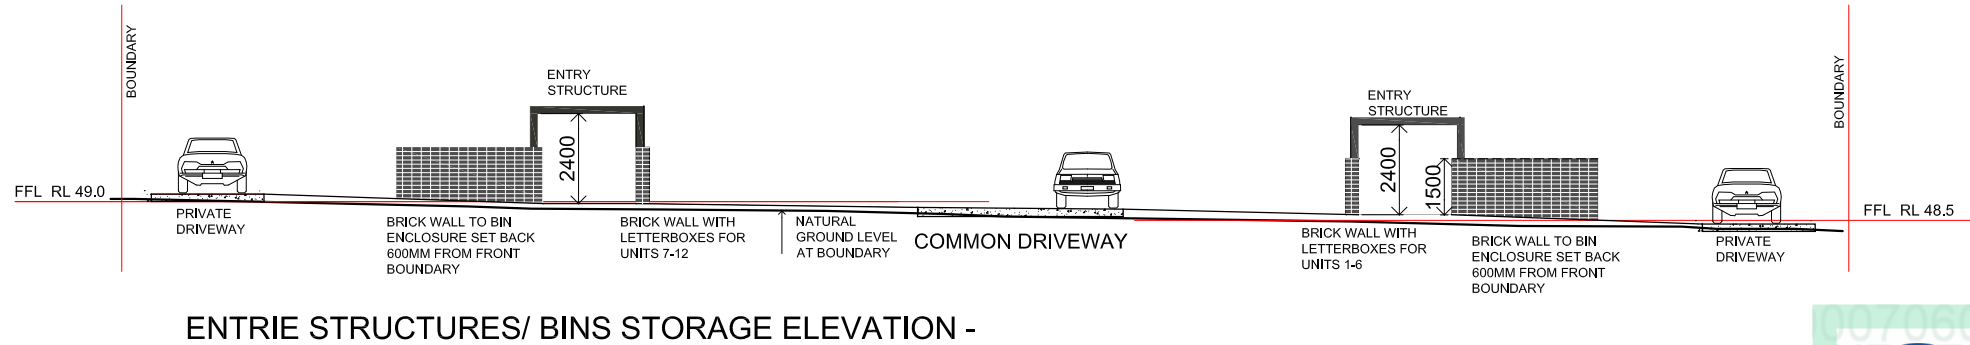 BOUNDARY
ENTRY
STRUCTURE
2400
FFL RL 49.0
PRIVATE
DRIVEWAY
BRICK WALL TO BIN
ENCLOSURE SET BACK
600MM FROM FRONT
BOUNDARY
BRICK WALL WITH
LETTERBOXES FOR
UNITS 7-12
NATURAL
GROUND LEVEL
AT BOUNDARY
COMMON DRIVEWAY
ENTRY
STRUCTURE
2400
1500
BRICK WALL WITH
LETTERBOXES FOR
UNITS 1-6
BRICK WALL TO BIN
ENCLOSURE SET BACK
600MM FROM FRONT
BOUNDARY
PRIVATE
DRIVEWAY
BOUNDARY
FFL RL 48.5
ENTRIE STRUCTURES/ BINS STORAGE ELEVATION -